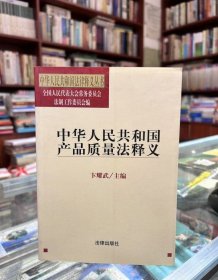 中华人民共和国法律释义丛书
全国人民代表大会常务委员会
法制工作委员会编
中华人民共和国
产品质量法释义
卞耀武/主编
法律出版社